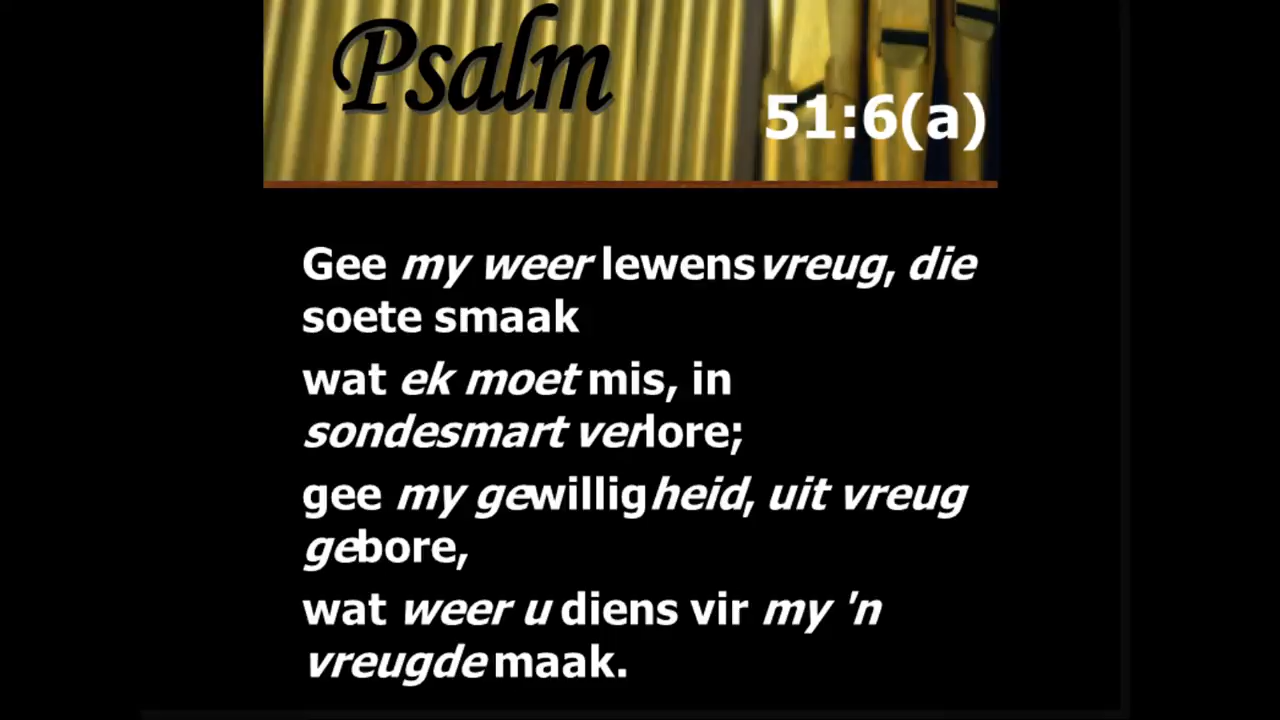 Psalm
51:6(a)
Gee my weer lewensvreug, die
soete smaak
wat ek moet mis, in
sondesmart verlore;
gee my gewilligheid, uit vreug
gebore,
wat weer u diens vir my 'n
vreugde maak.